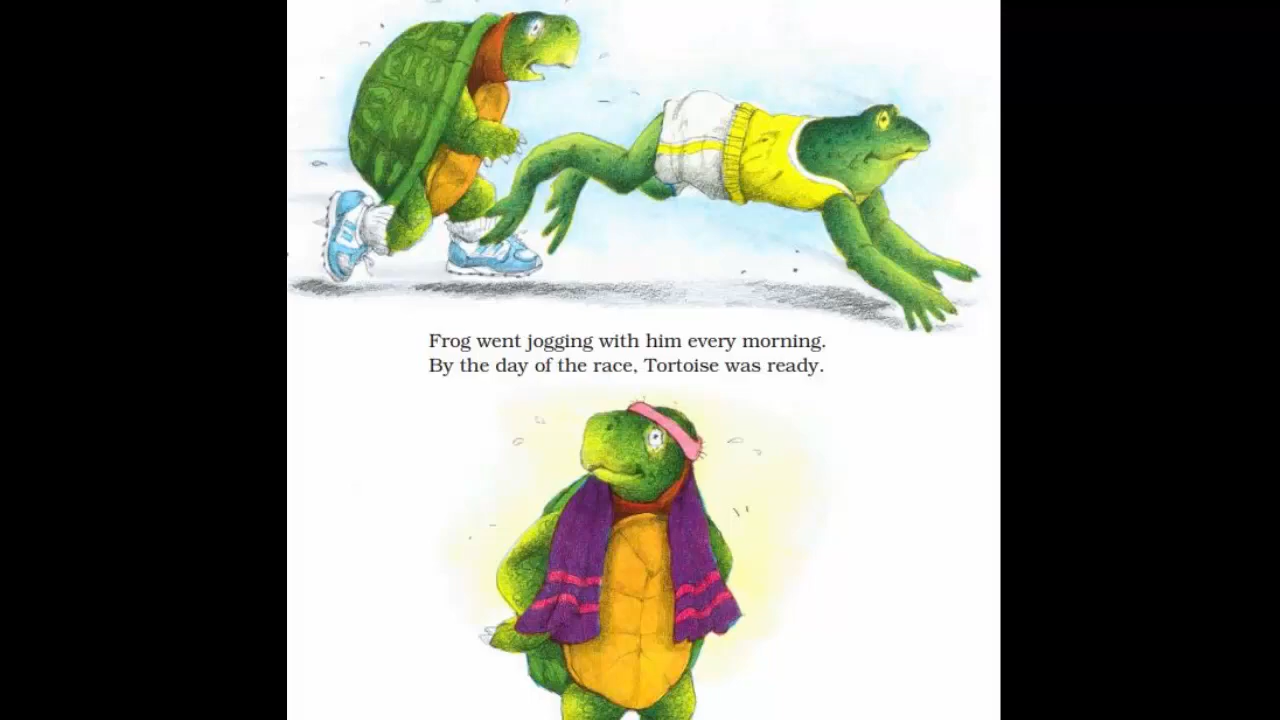 Frog went jogging with him every morning.
By the day of the race, Tortoise was ready.